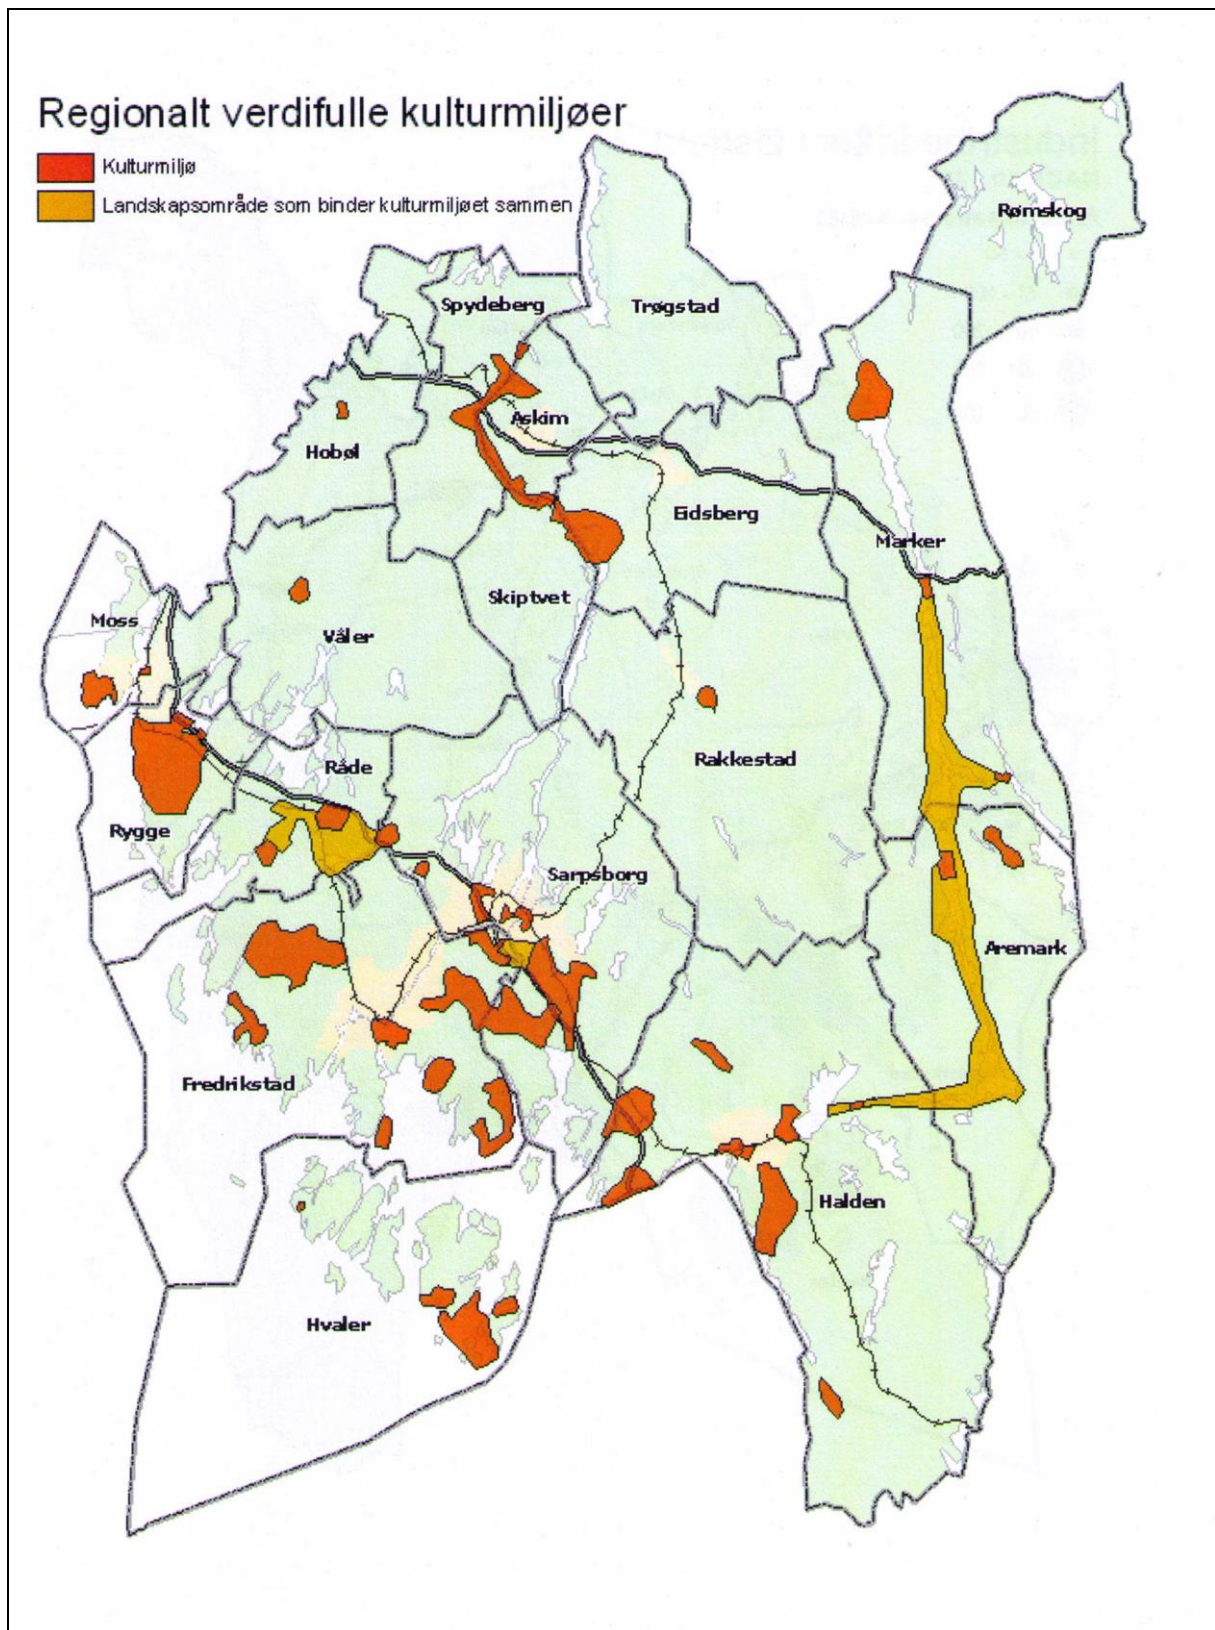 Regionalt verdifulle kulturmiljøer
Kulturmiljø
Landskapsområde som binder kulturmiljøet sammen
Rømskog
Spydeberg
Trøgstad
Askim
Hobøl
Eidsberg
Marker
Skiptvet
Moss
Våler
Råde
Rakkestad
Rygge
Sarpsborg
Aremark
Fredrikstad
Halden
Hvaler